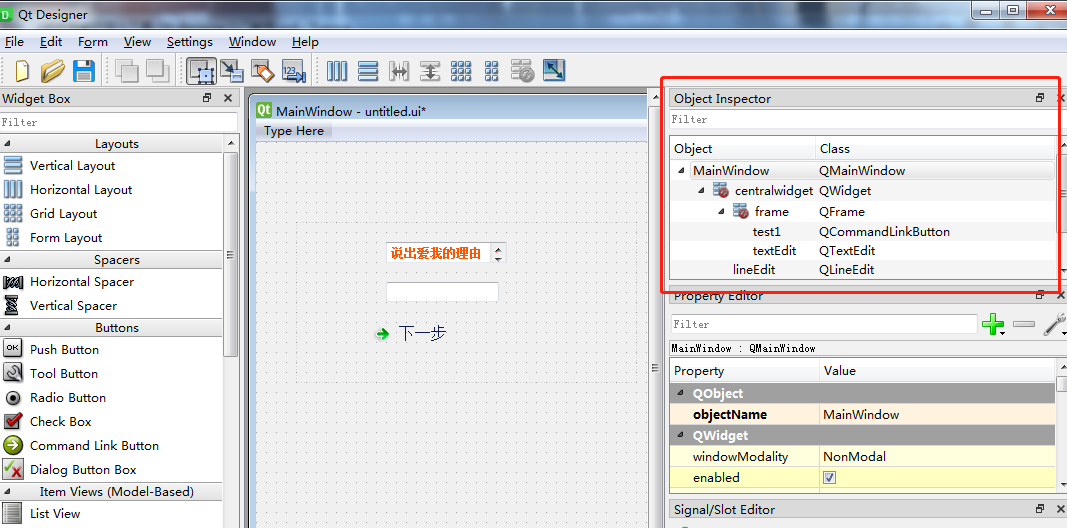 Qt Designer
File Edit Form View Settings Window Help
Widget Box
Filter
Layouts
Vertical Layout
Horizontal Layout
Grid Layout
Form Layout
Spacers
Horizontal Spacer
Vertical Spacer
Buttons
OK Push Button
Tool Button
Radio Button
Check Box
Command Link Button
Dialog Button Box
Item Views (Model-Based)
List View
Qt MainWindow - untitled.ui*
Type Here
说出爱我的理由
下一步
Object Inspector
Filter
Object Class
MainWindow QMainWindow
centralwidget QWidget
frame QFrame
test1 QCommandLinkButton
textEdit QTextEdit
lineEdit QLineEdit
Property Editor
Filter
MainWindow : QMainWindow
Property Value
QObject
objectName MainWindow
QWidget
windowModality NonModal
enabled
Signal/Slot Editor